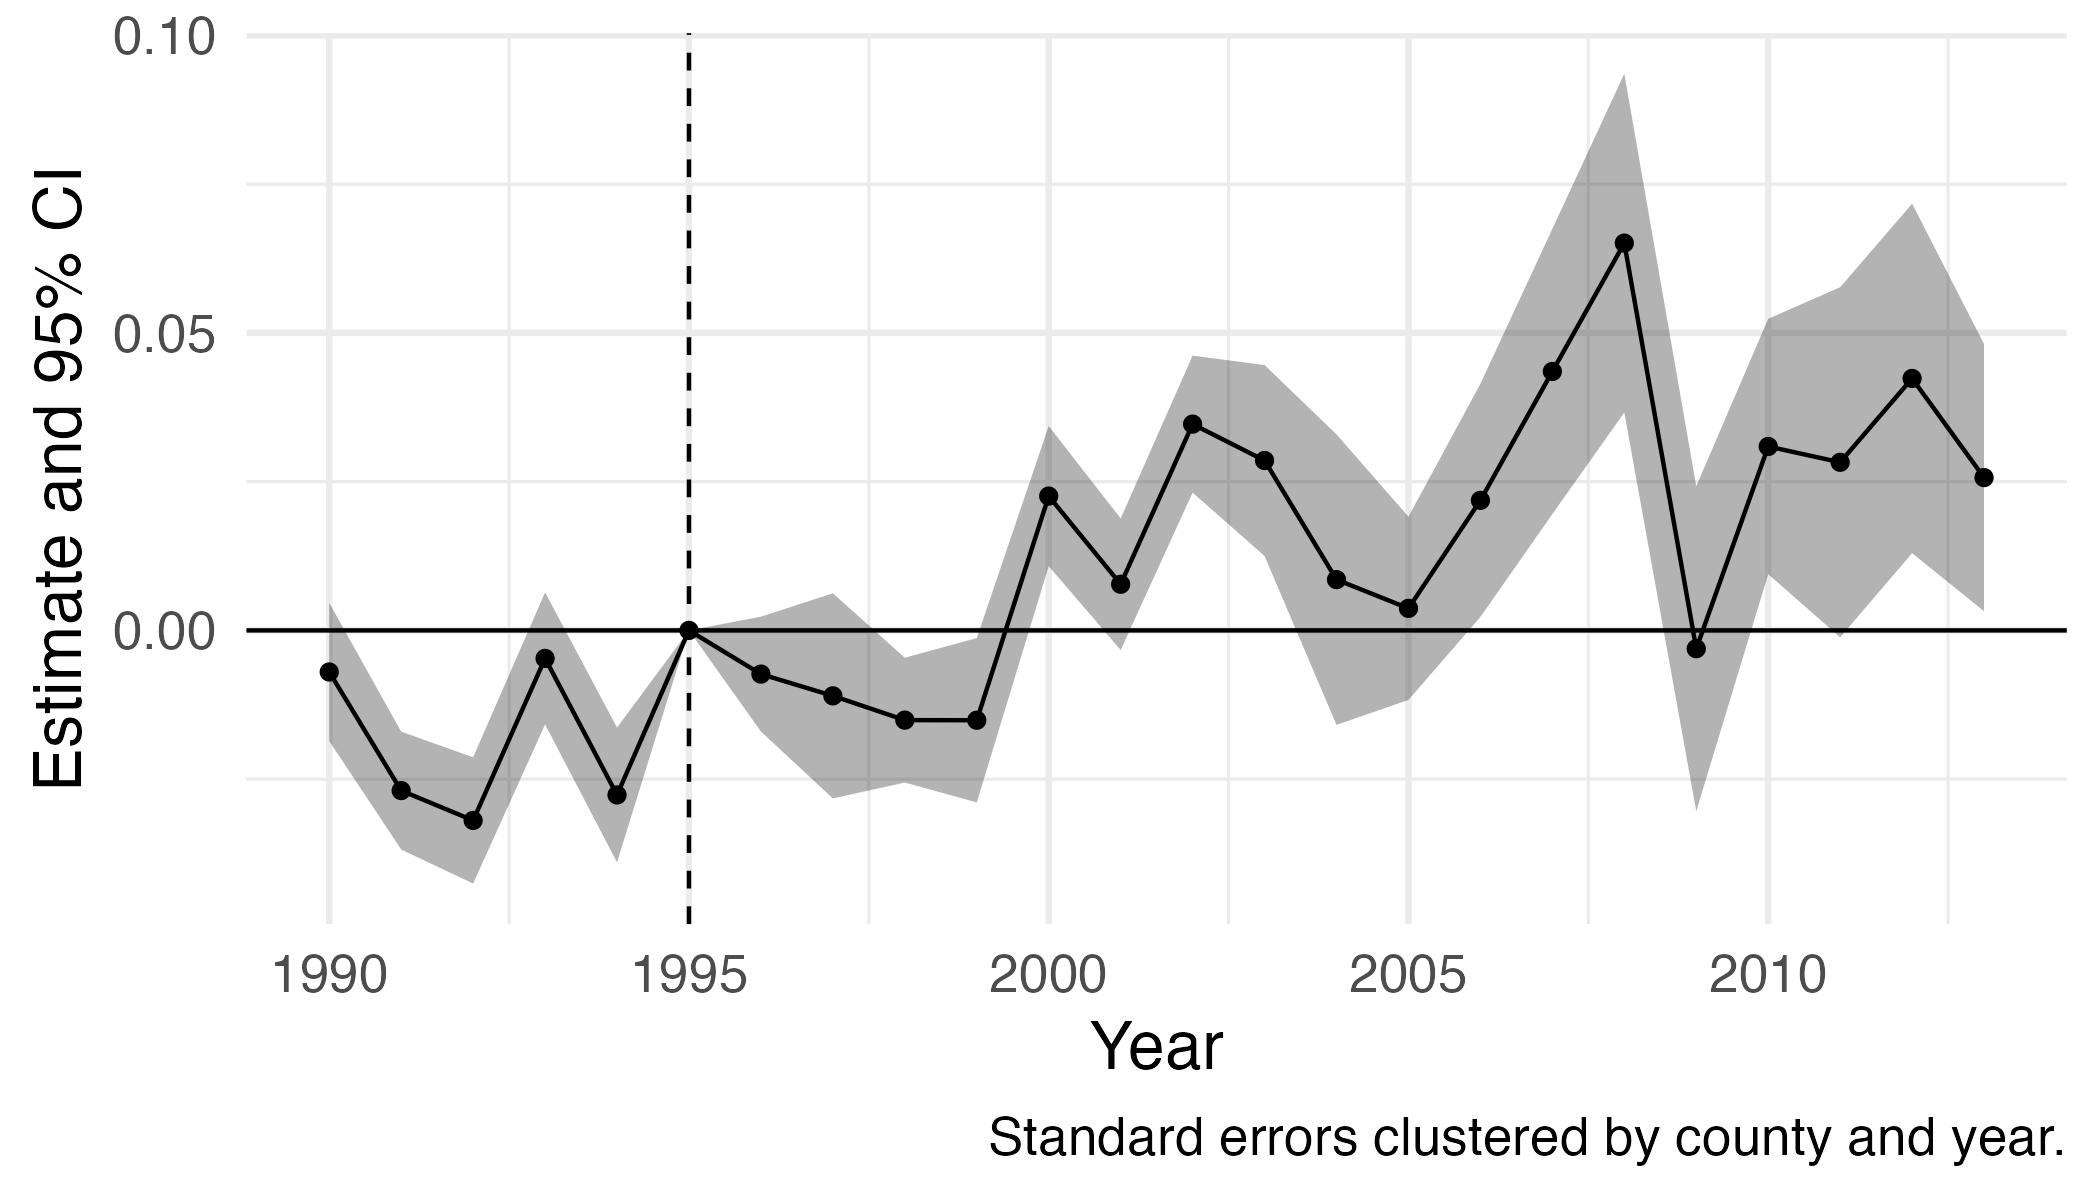 Estimate and 95% CI
0.10
0.05
0.00
1990 1995 2000 2005 2010
Year
Standard errors clustered by county and year.